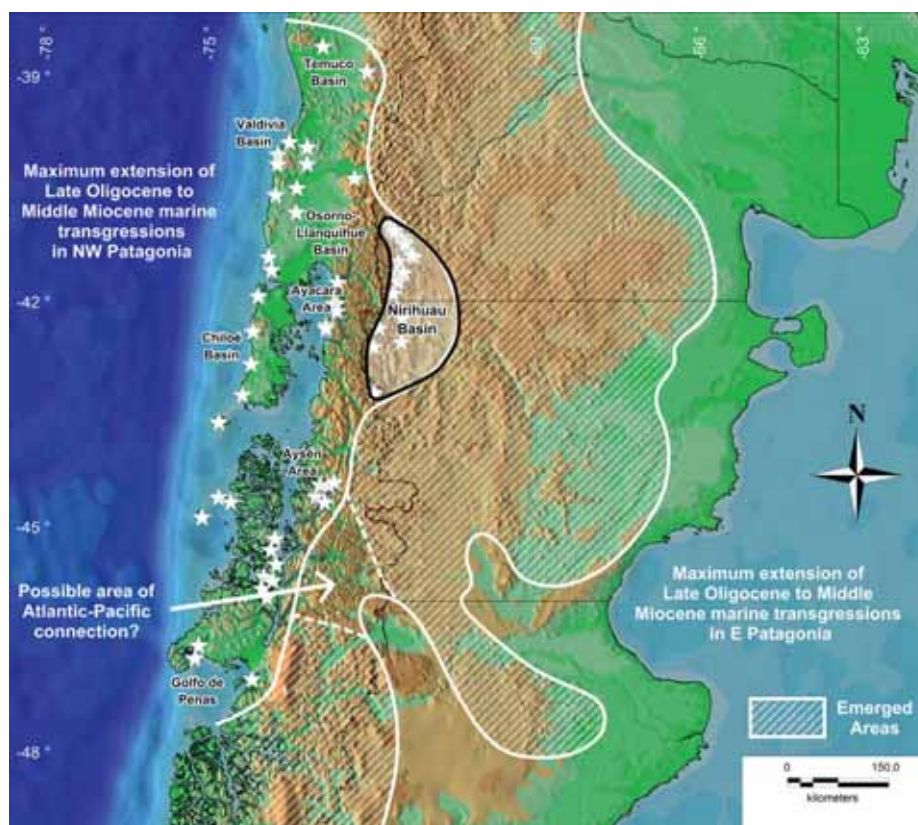 -78
-75
-69
-66
-63
-39
Temuco
Basin
Valdivia
Basin
Maximum extension of
Late Oligocene to
Middle Miocene marine
transgressions
in NW Patagonia
Osorno-
Llanquihue
Basin
-42
Ayacara
Area
Ñirihuau
Basin
Chiloe
Basin
N
Aysén
Area
-45
Possible area of
Atlantic-Pacific
connection?
Maximum extension of
Late Oligocene to Middle
Miocene marine transgressions
in E Patagonia
Golfo de
Penas
Emerged
Areas
-48
0 150,0
kilometers